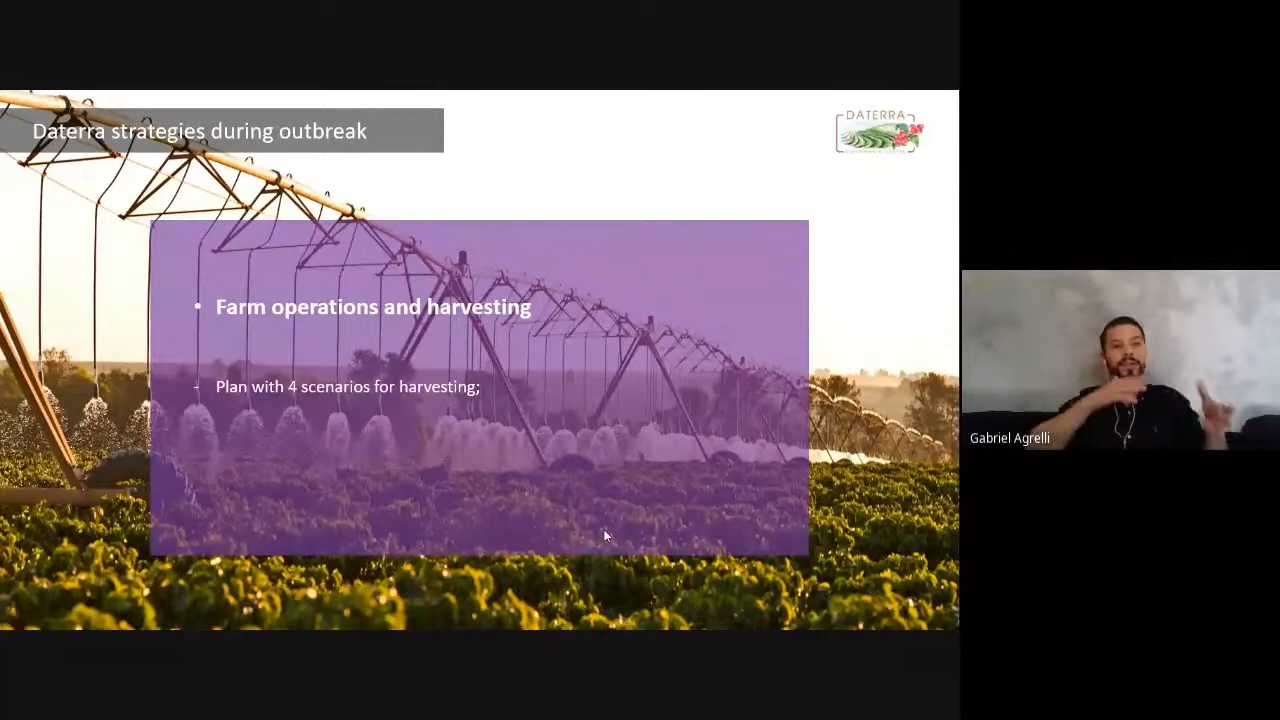 Daterra strategies during outbreak
DATERRA
• Farm operations and harvesting
- Plan with 4 scenarios for harvesting;
Gabriel Agrelli